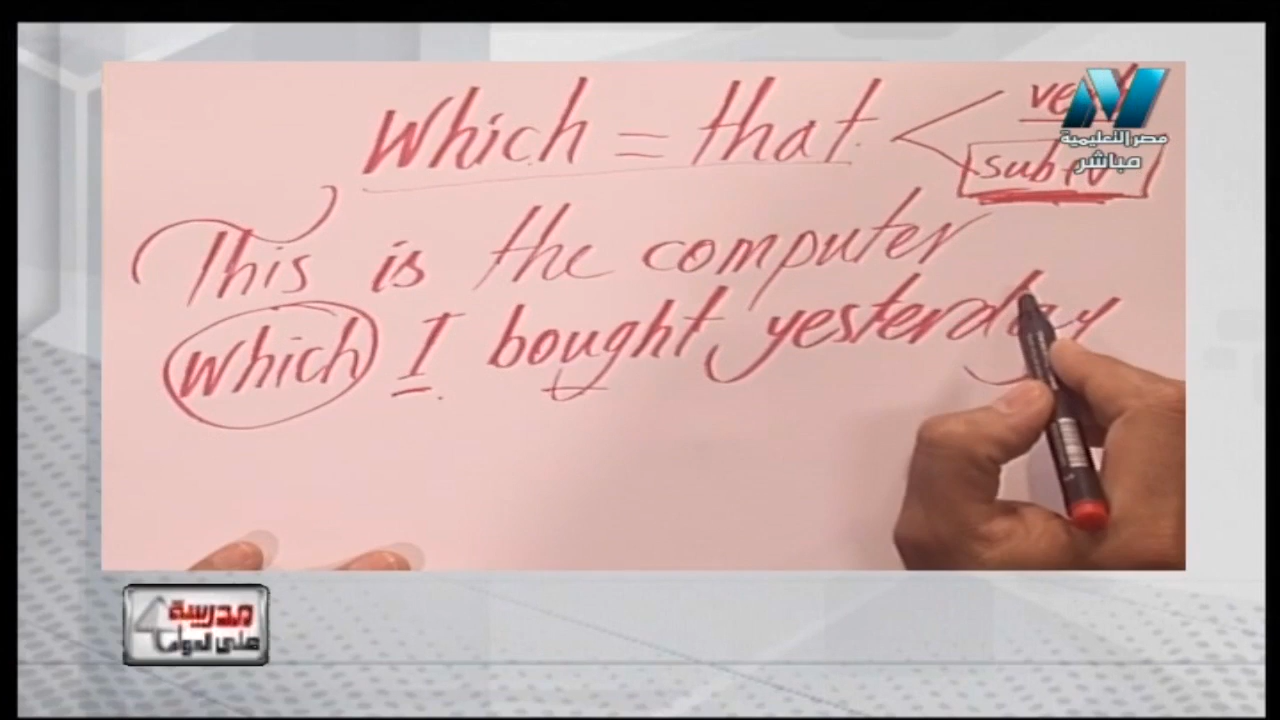 Which = that
verb
sub + v
This is the computer
which I bought yesterday
مصر التعليمية
مباشر
مدرسة
على الهواء